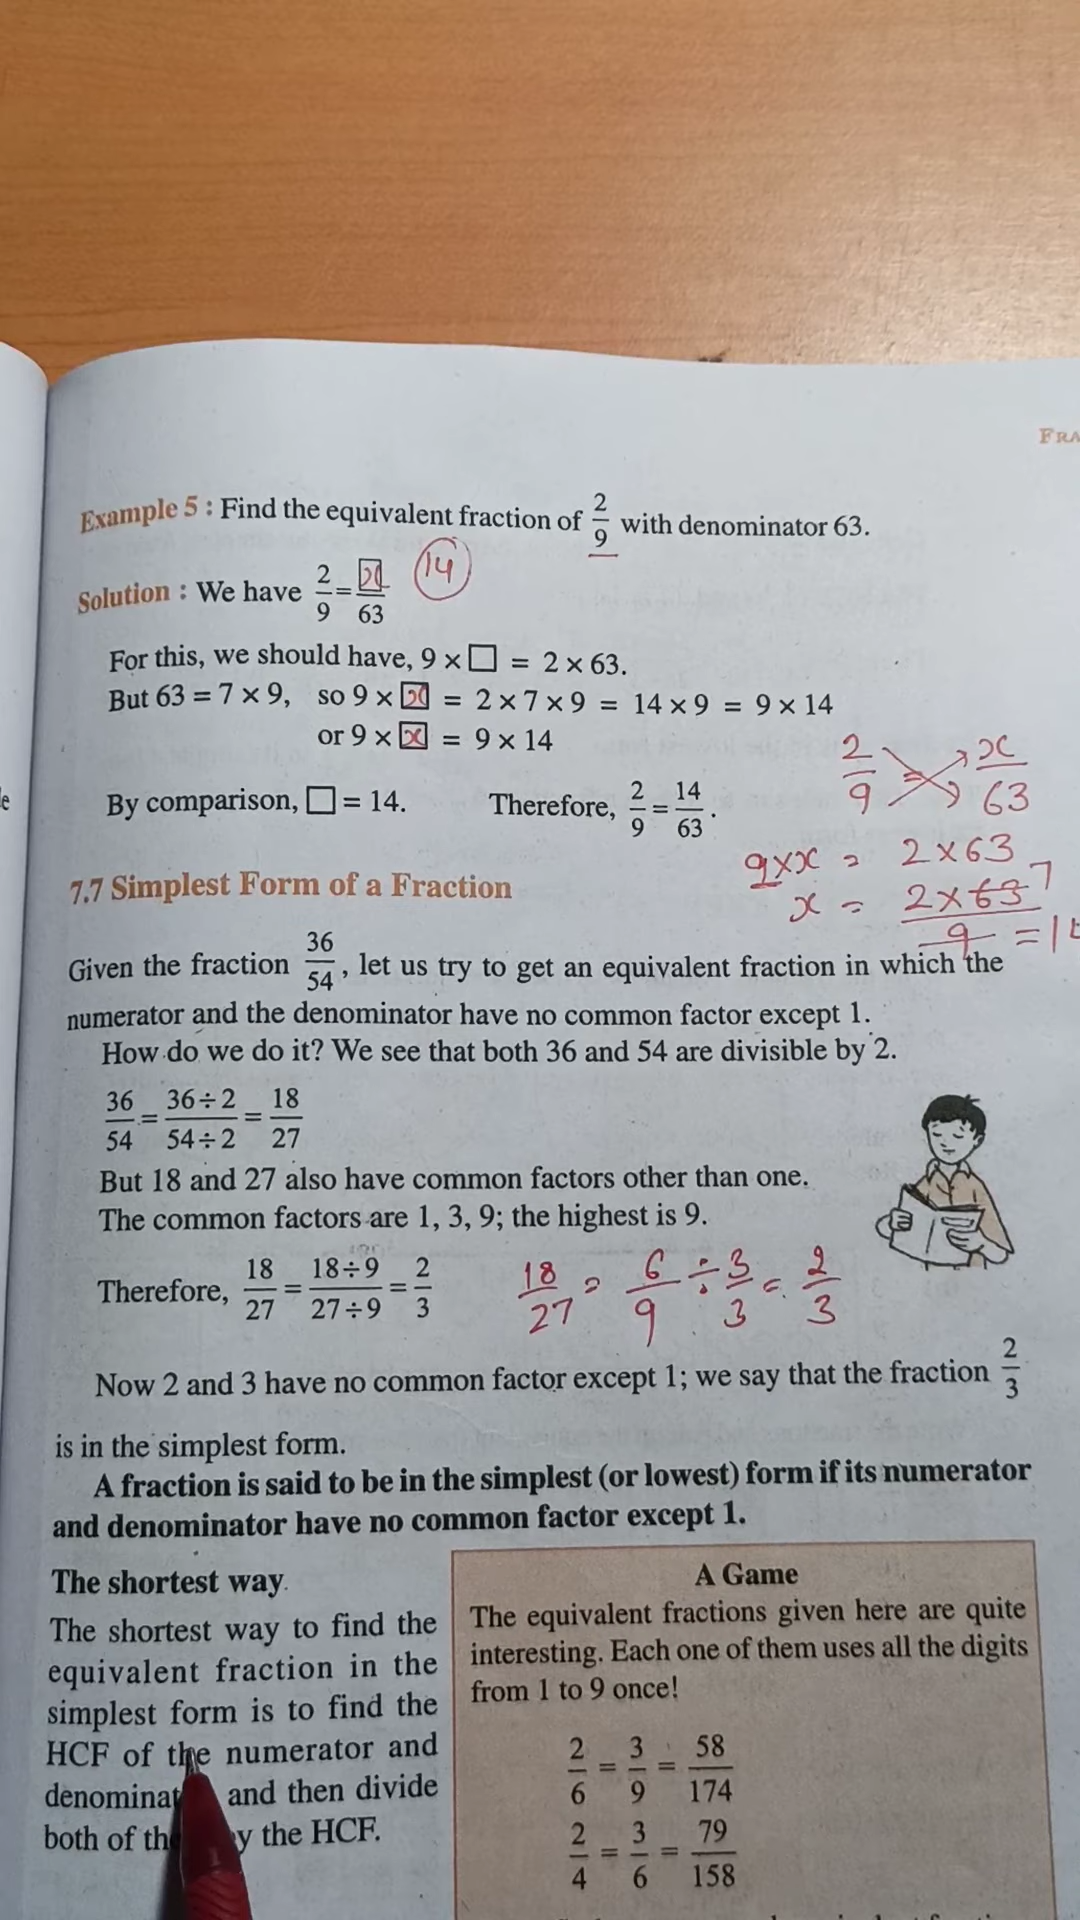 FRA
Example 5 : Find the equivalent fraction of 2/9 with denominator 63.
Solution : We have 2/9 = x/63 14
For this, we should have, 9 × □ = 2 × 63.
But 63 = 7 × 9, so 9 × x = 2 × 7 × 9 = 14 × 9 = 9 × 14
or 9 × x = 9 × 14
2/9 = x/63
By comparison, □ = 14. Therefore, 2/9 = 14/63.
9 × x = 2 × 63
x = 2 × 63/9 7
= 1
7.7 Simplest Form of a Fraction
Given the fraction 36/54, let us try to get an equivalent fraction in which the
numerator and the denominator have no common factor except 1.
How do we do it? We see that both 36 and 54 are divisible by 2.
36/54 = 36÷2/54÷2 = 18/27
But 18 and 27 also have common factors other than one.
The common factors are 1, 3, 9; the highest is 9.
Therefore, 18/27 = 18÷9/27÷9 = 2/3 18/27 = 6/9 ÷ 3/3 = 2/3
Now 2 and 3 have no common factor except 1; we say that the fraction 2/3
is in the simplest form.
A fraction is said to be in the simplest (or lowest) form if its numerator
and denominator have no common factor except 1.
The shortest way
The shortest way to find the
equivalent fraction in the
simplest form is to find the
HCF of the numerator and
denominat and then divide
both of th y the HCF.
A Game
The equivalent fractions given here are quite
interesting. Each one of them uses all the digits
from 1 to 9 once!
2/6 = 3/9 = 58/174
2/4 = 3/6 = 79/158